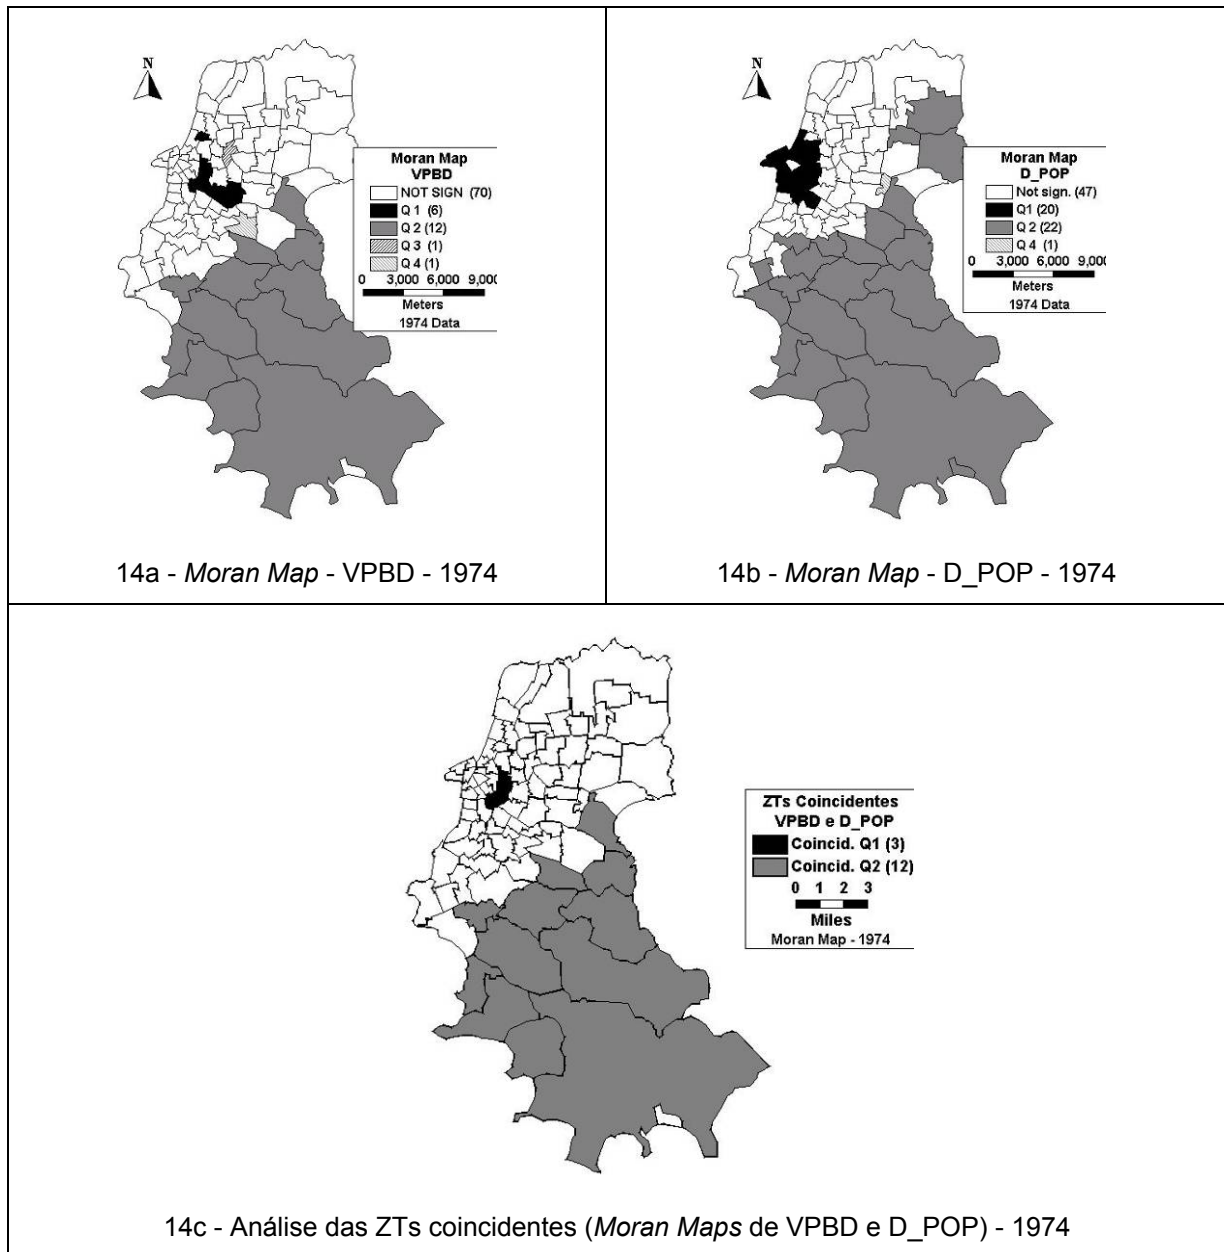 N
Moran Map
VPBD
NOT SIGN (70)
Q 1 (6)
Q 2 (12)
Q 3 (1)
Q 4 (1)
0 3,000 6,000 9,00
Meters
1974 Data
14a - Moran Map - VPBD - 1974
N
Moran Map
D_POP
Not sign. (47)
Q1 (20)
Q 2 (22)
Q 4 (1)
0 3,000 6,000 9,00
Meters
1974 Data
14b - Moran Map - D_POP - 1974
ZTs Coincidentes
VPBD e D_POP
Coincid. Q1 (3)
Coincid. Q2 (12)
0 1 2 3
Miles
Moran Map - 1974
14c - Análise das ZTs coincidentes (Moran Maps de VPBD e D_POP) - 1974